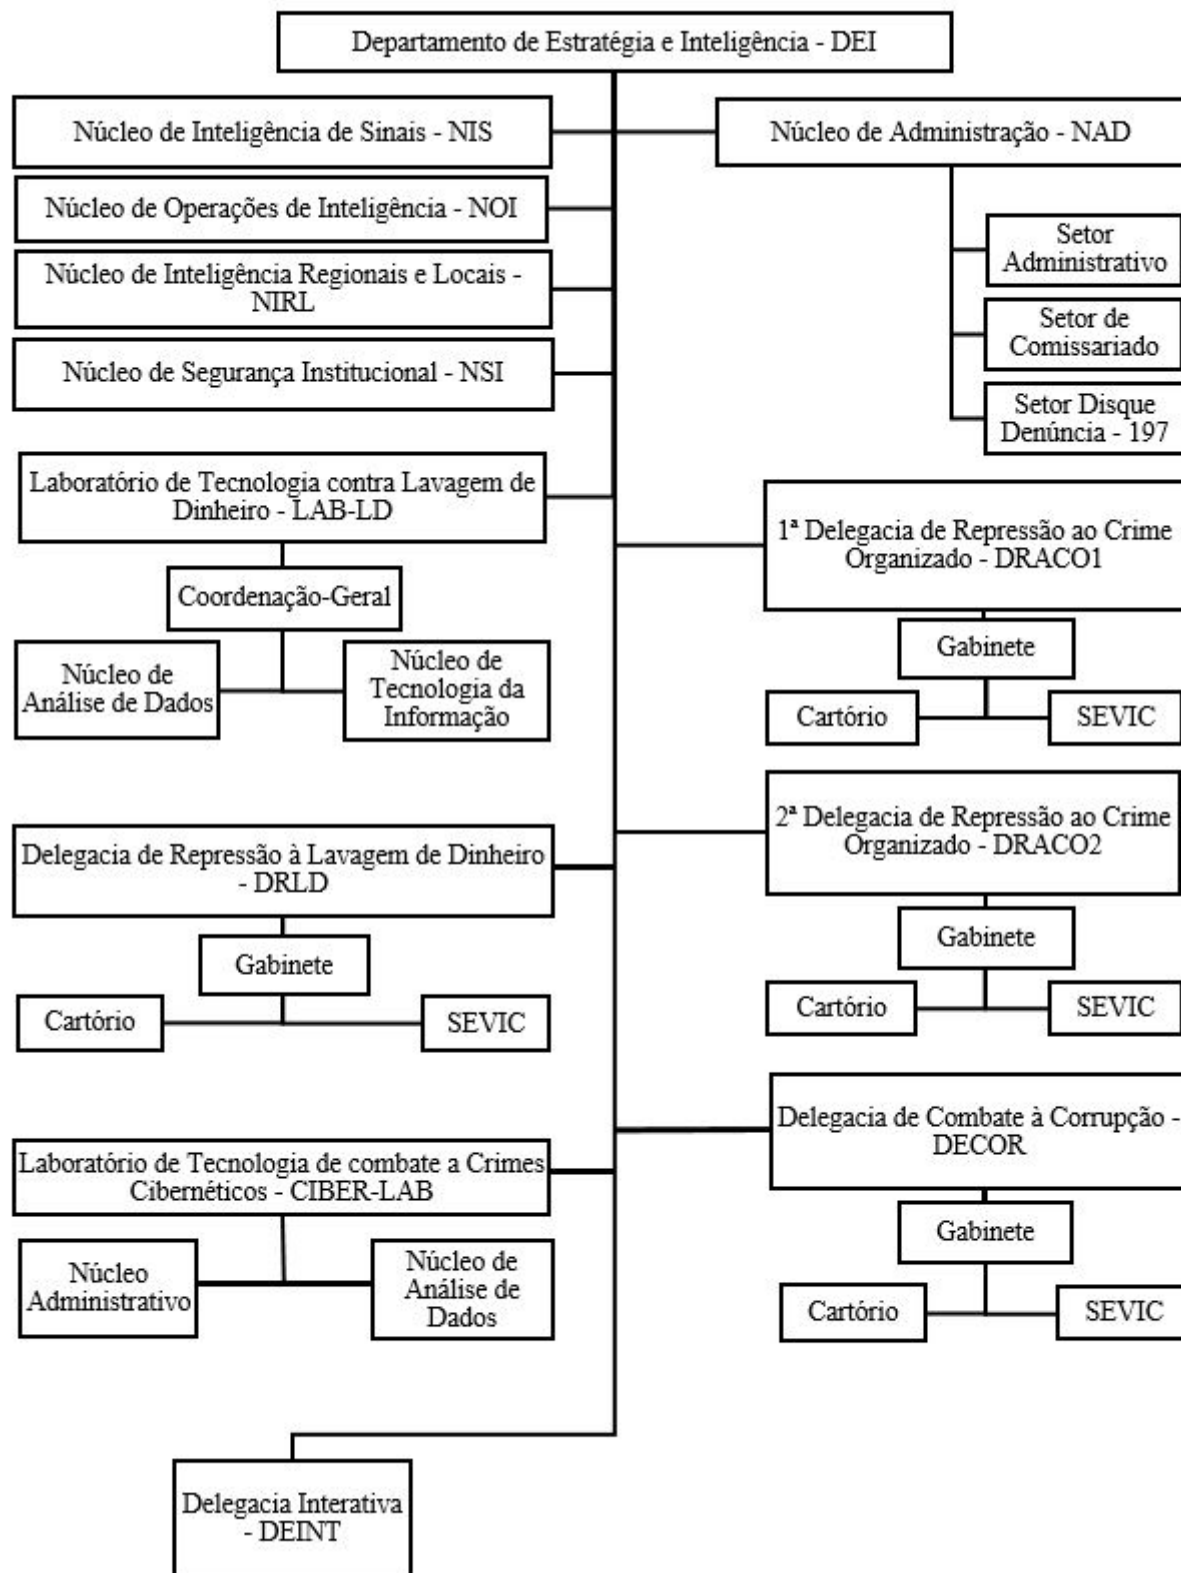 Departamento de Estratégia e Inteligência - DEI
Núcleo de Inteligência de Sinais - NIS
Núcleo de Administração - NAD
Núcleo de Operações de Inteligência - NOI
Núcleo de Inteligência Regionais e Locais -
NIRL
Núcleo de Segurança Institucional - NSI
Setor
Administrativo
Setor de
Comissariado
Setor Disque
Denúncia - 197
Laboratório de Tecnologia contra Lavagem de
Dinheiro - LAB-LD
Coordenação-Geral
Núcleo de
Análise de Dados
Núcleo de
Tecnologia da
Informação
1ª Delegacia de Repressão ao Crime
Organizado - DRACO1
Gabinete
Cartório
SEVIC
2ª Delegacia de Repressão ao Crime
Organizado - DRACO2
Gabinete
Cartório
SEVIC
Delegacia de Repressão à Lavagem de Dinheiro
- DRLD
Gabinete
Cartório
SEVIC
Delegacia de Combate à Corrupção -
DECOR
Gabinete
Cartório
SEVIC
Laboratório de Tecnologia de combate a Crimes
Cibernéticos - CIBER-LAB
Núcleo
Administrativo
Núcleo de
Análise de
Dados
Delegacia Interativa
- DEINT